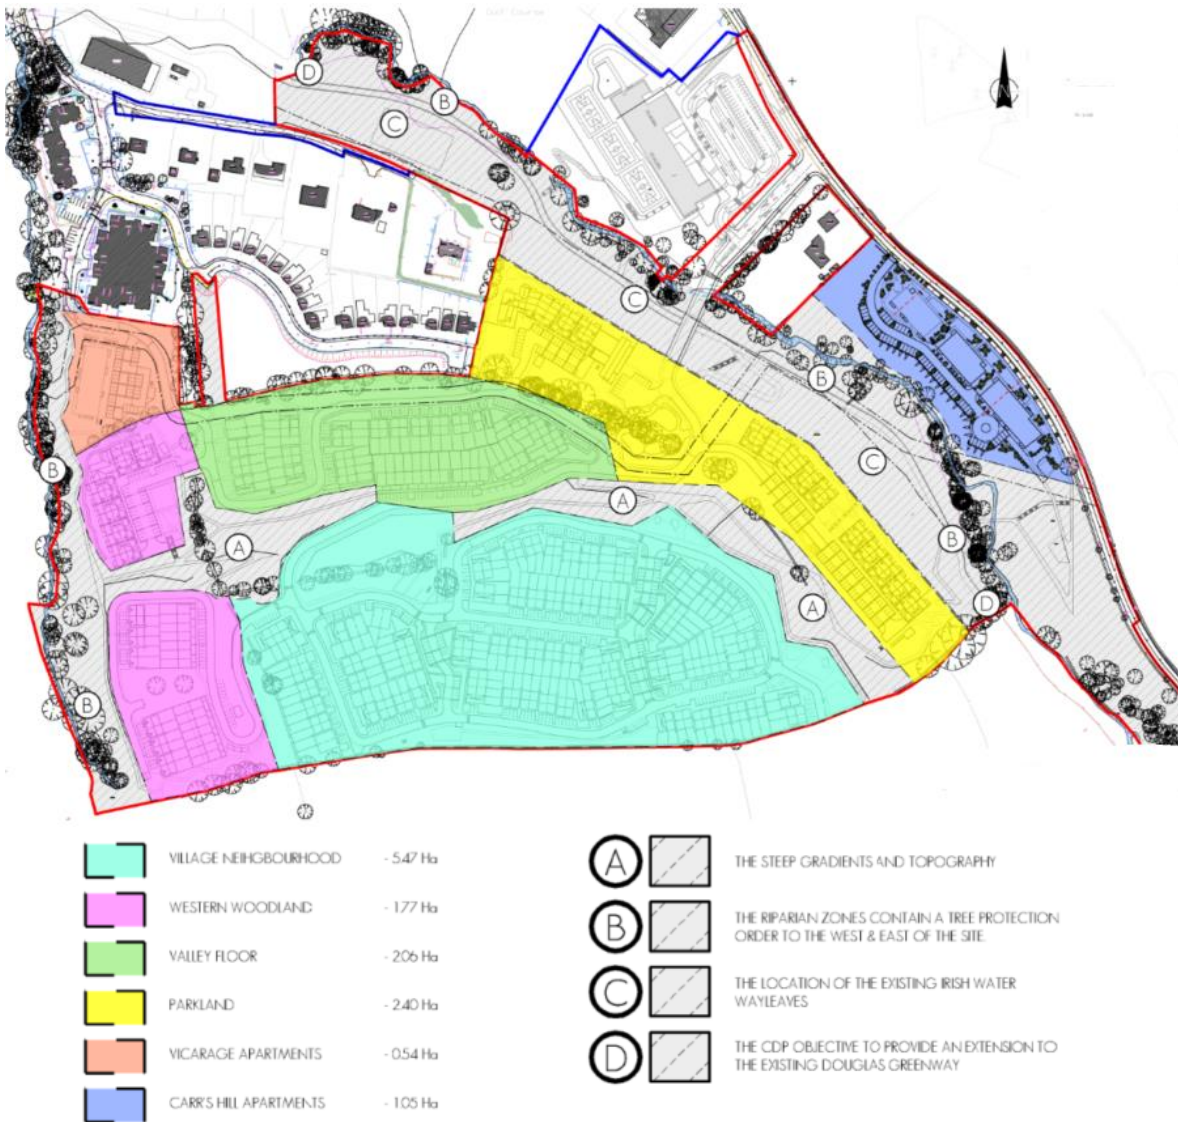 D
B
C
C
B
C
B
A
A
B
A
D
B
N
VILLAGE NEIHGBOURHOOD - 5.47 Ha
WESTERN WOODLAND - 1.77 Ha
VALLEY FLOOR - 2.06 Ha
PARKLAND - 2.40 Ha
VICARAGE APARTMENTS - 0.54 Ha
CARR'S HILL APARTMENTS - 1.05 Ha
A THE STEEP GRADIENTS AND TOPOGRAPHY
B THE RIPARIAN ZONES CONTAIN A TREE PROTECTION
ORDER TO THE WEST & EAST OF THE SITE.
C THE LOCATION OF THE EXISTING IRISH WATER
WAYLEAVES
D THE CDP OBJECTIVE TO PROVIDE AN EXTENSION TO
THE EXISTING DOUGLAS GREENWAY